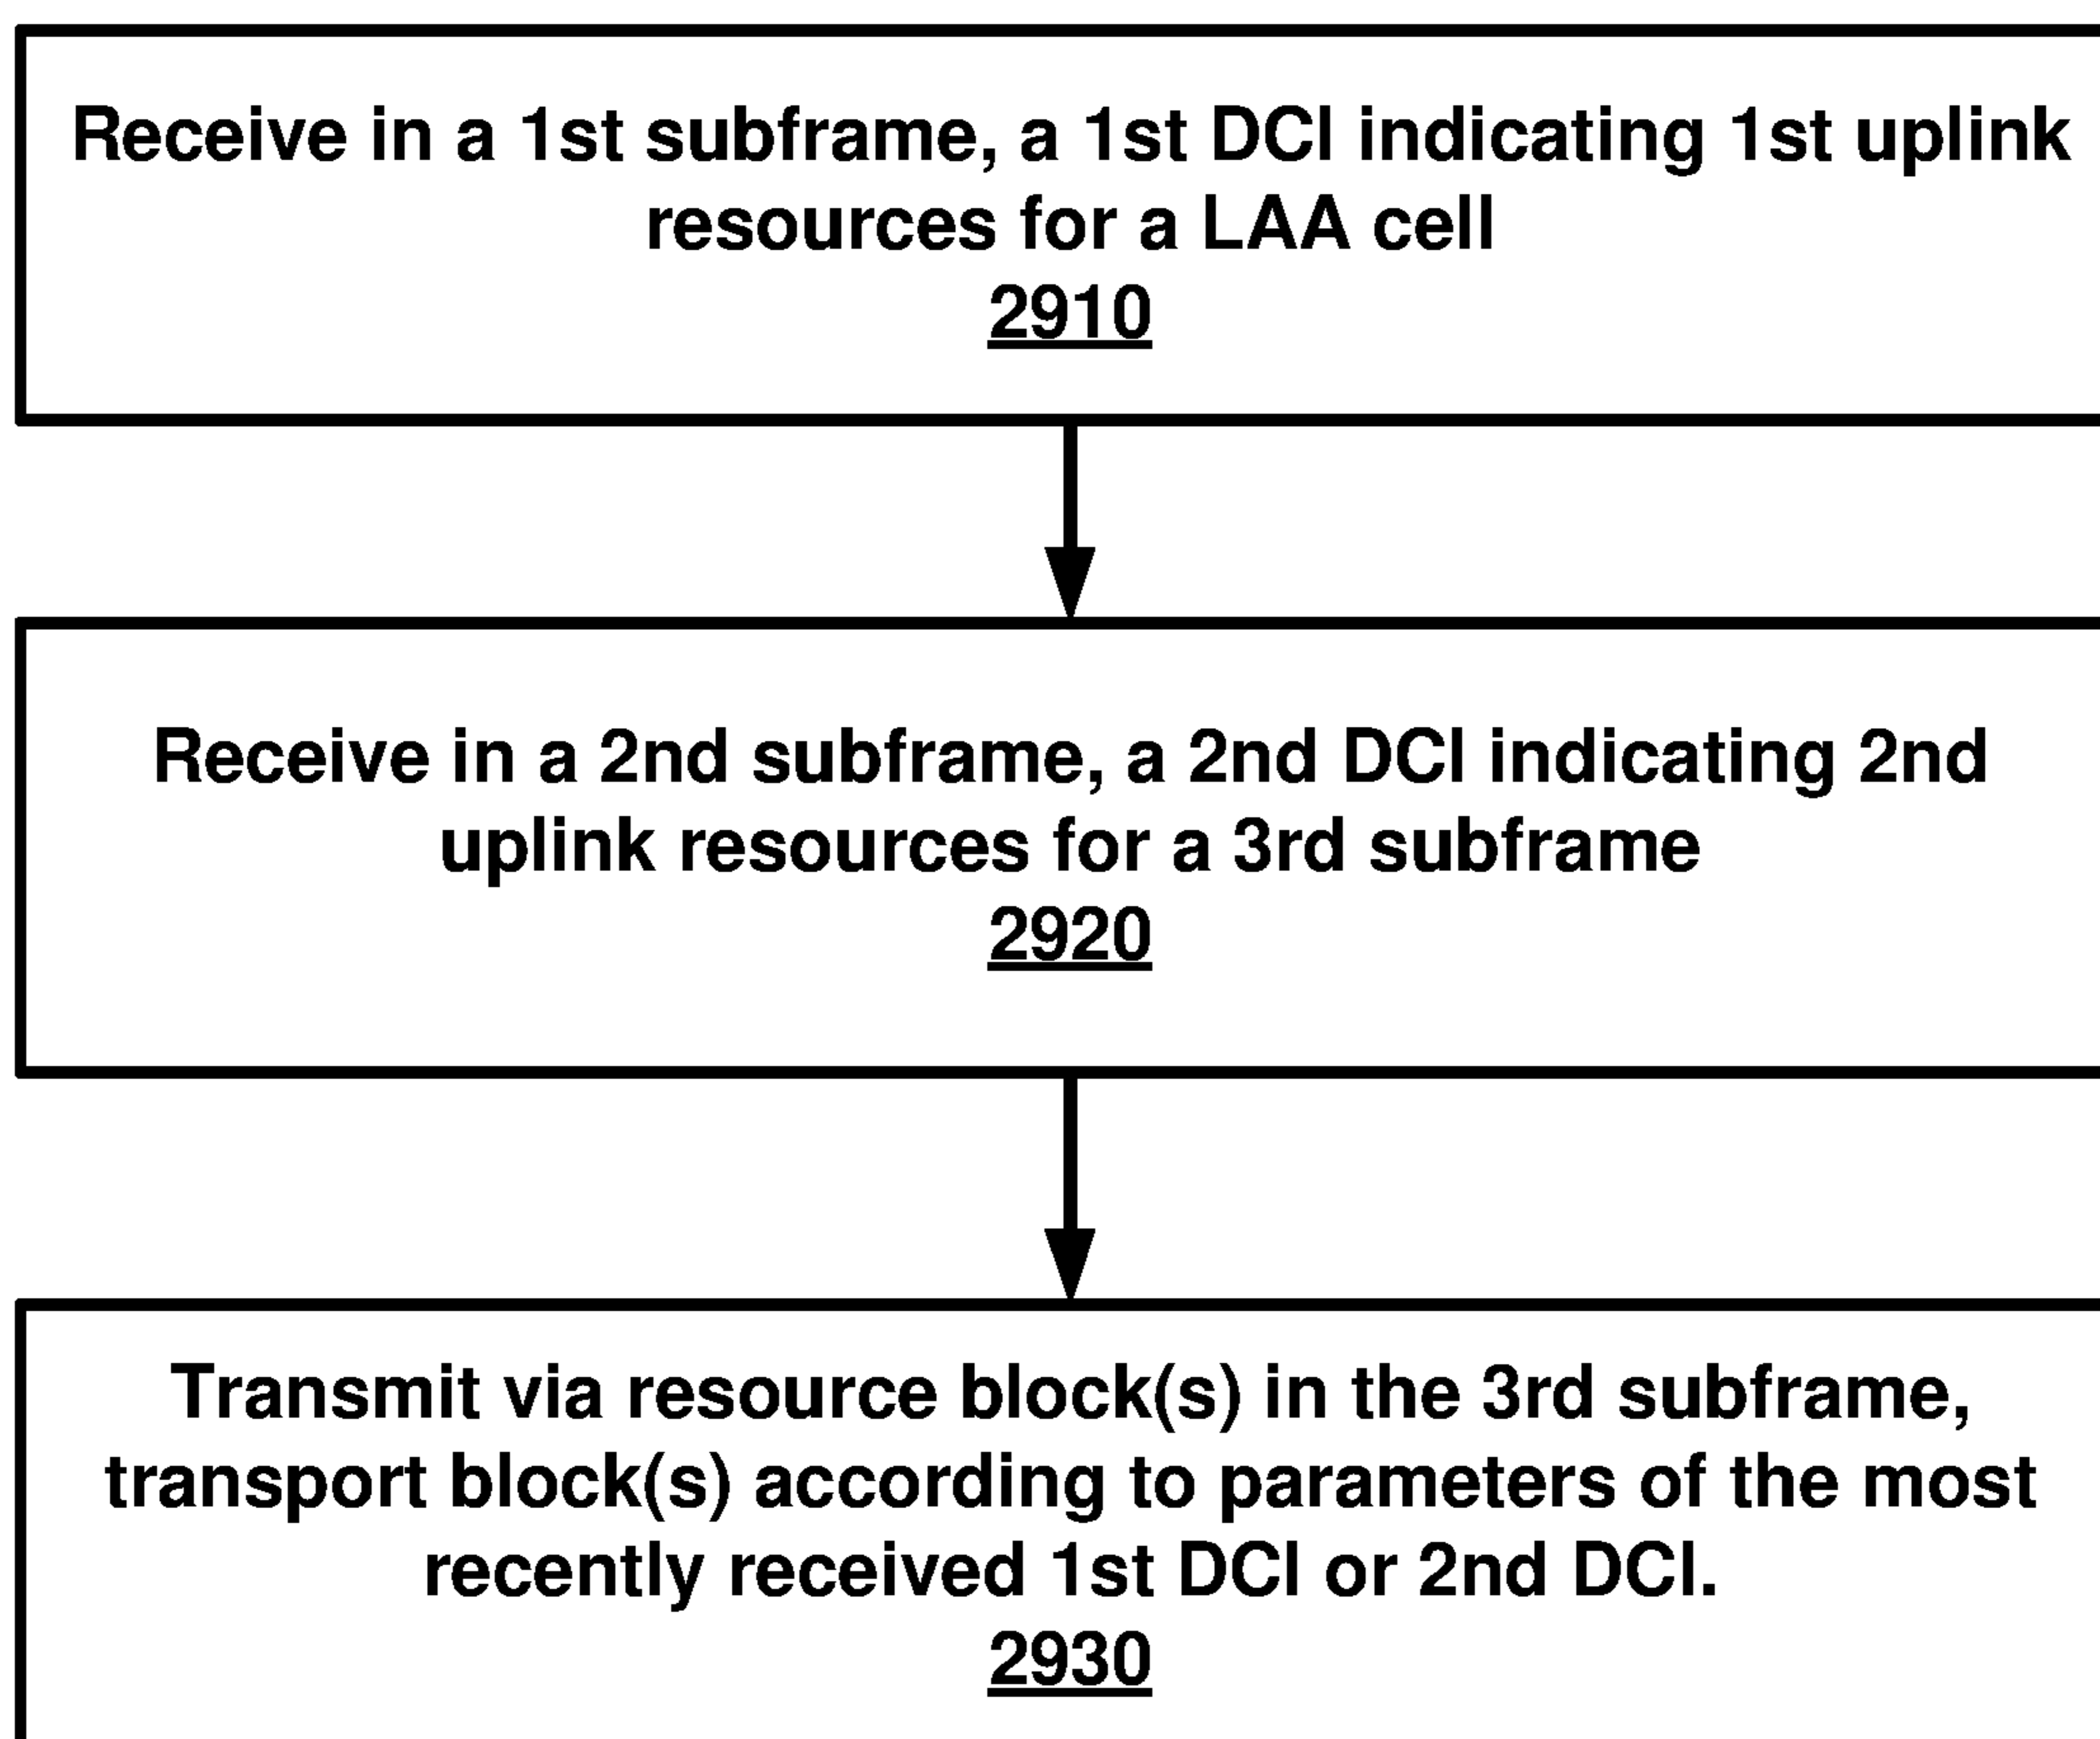 Receive in a 1st subframe, a 1st DCI indicating 1st uplink
resources for a LAA cell
2910
Receive in a 2nd subframe, a 2nd DCI indicating 2nd
uplink resources for a 3rd subframe
2920
Transmit via resource block(s) in the 3rd subframe,
transport block(s) according to parameters of the most
recently received 1st DCI or 2nd DCI.
2930